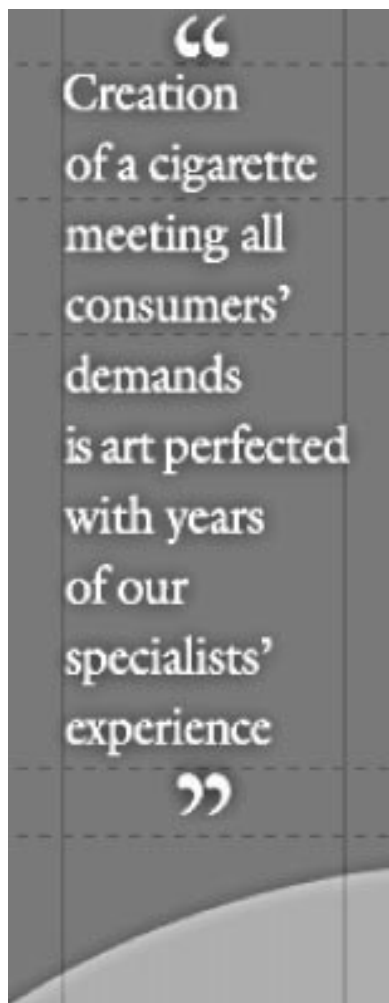 “
Creation
of a cigarette
meeting all
consumers’
demands
is art perfected
with years
of our
specialists’
experience
”